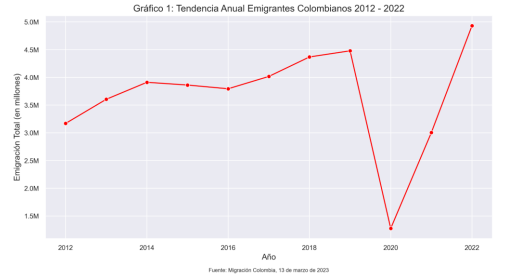 Gráfico 1: Tendencia Anual Emigrantes Colombianos 2012 - 2022
Emigración Total (en millones)
5.0M
4.5M
4.0M
3.5M
3.0M
2.5M
2.0M
1.5M
2012
2014
2016
2018
2020
2022
Año
Fuente: Migración Colombia, 13 de marzo de 2023